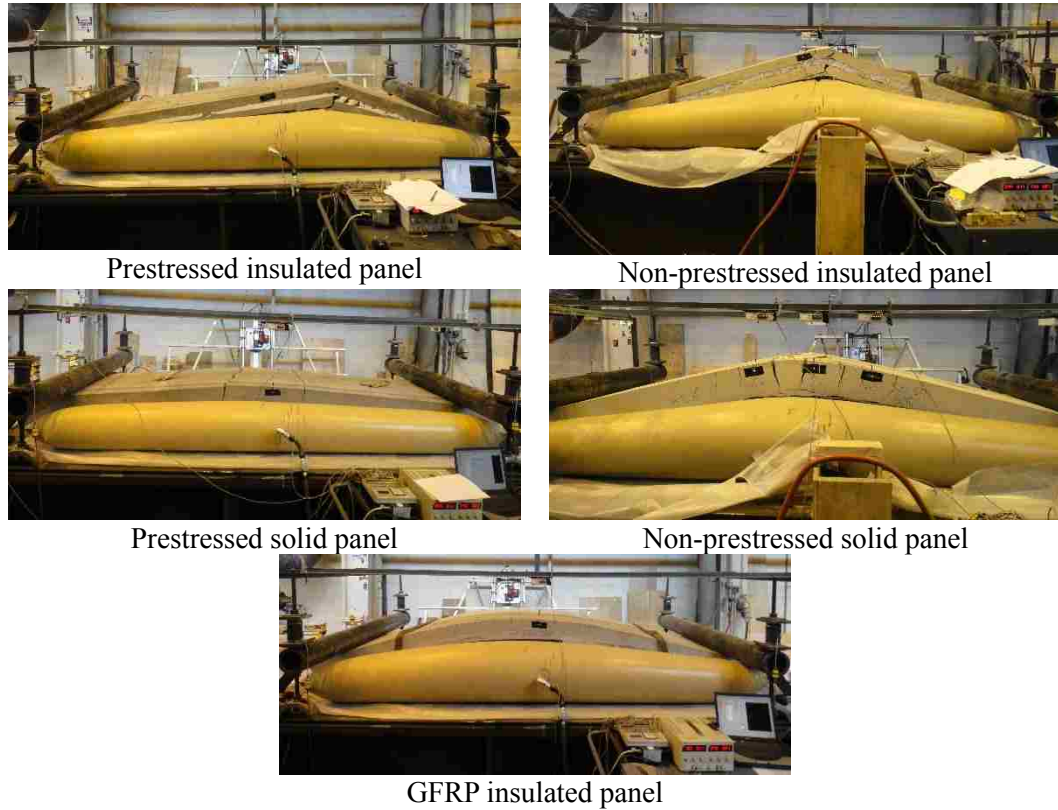 Prestressed insulated panel
Non-prestressed insulated panel
Prestressed solid panel
Non-prestressed solid panel
GFRP insulated panel